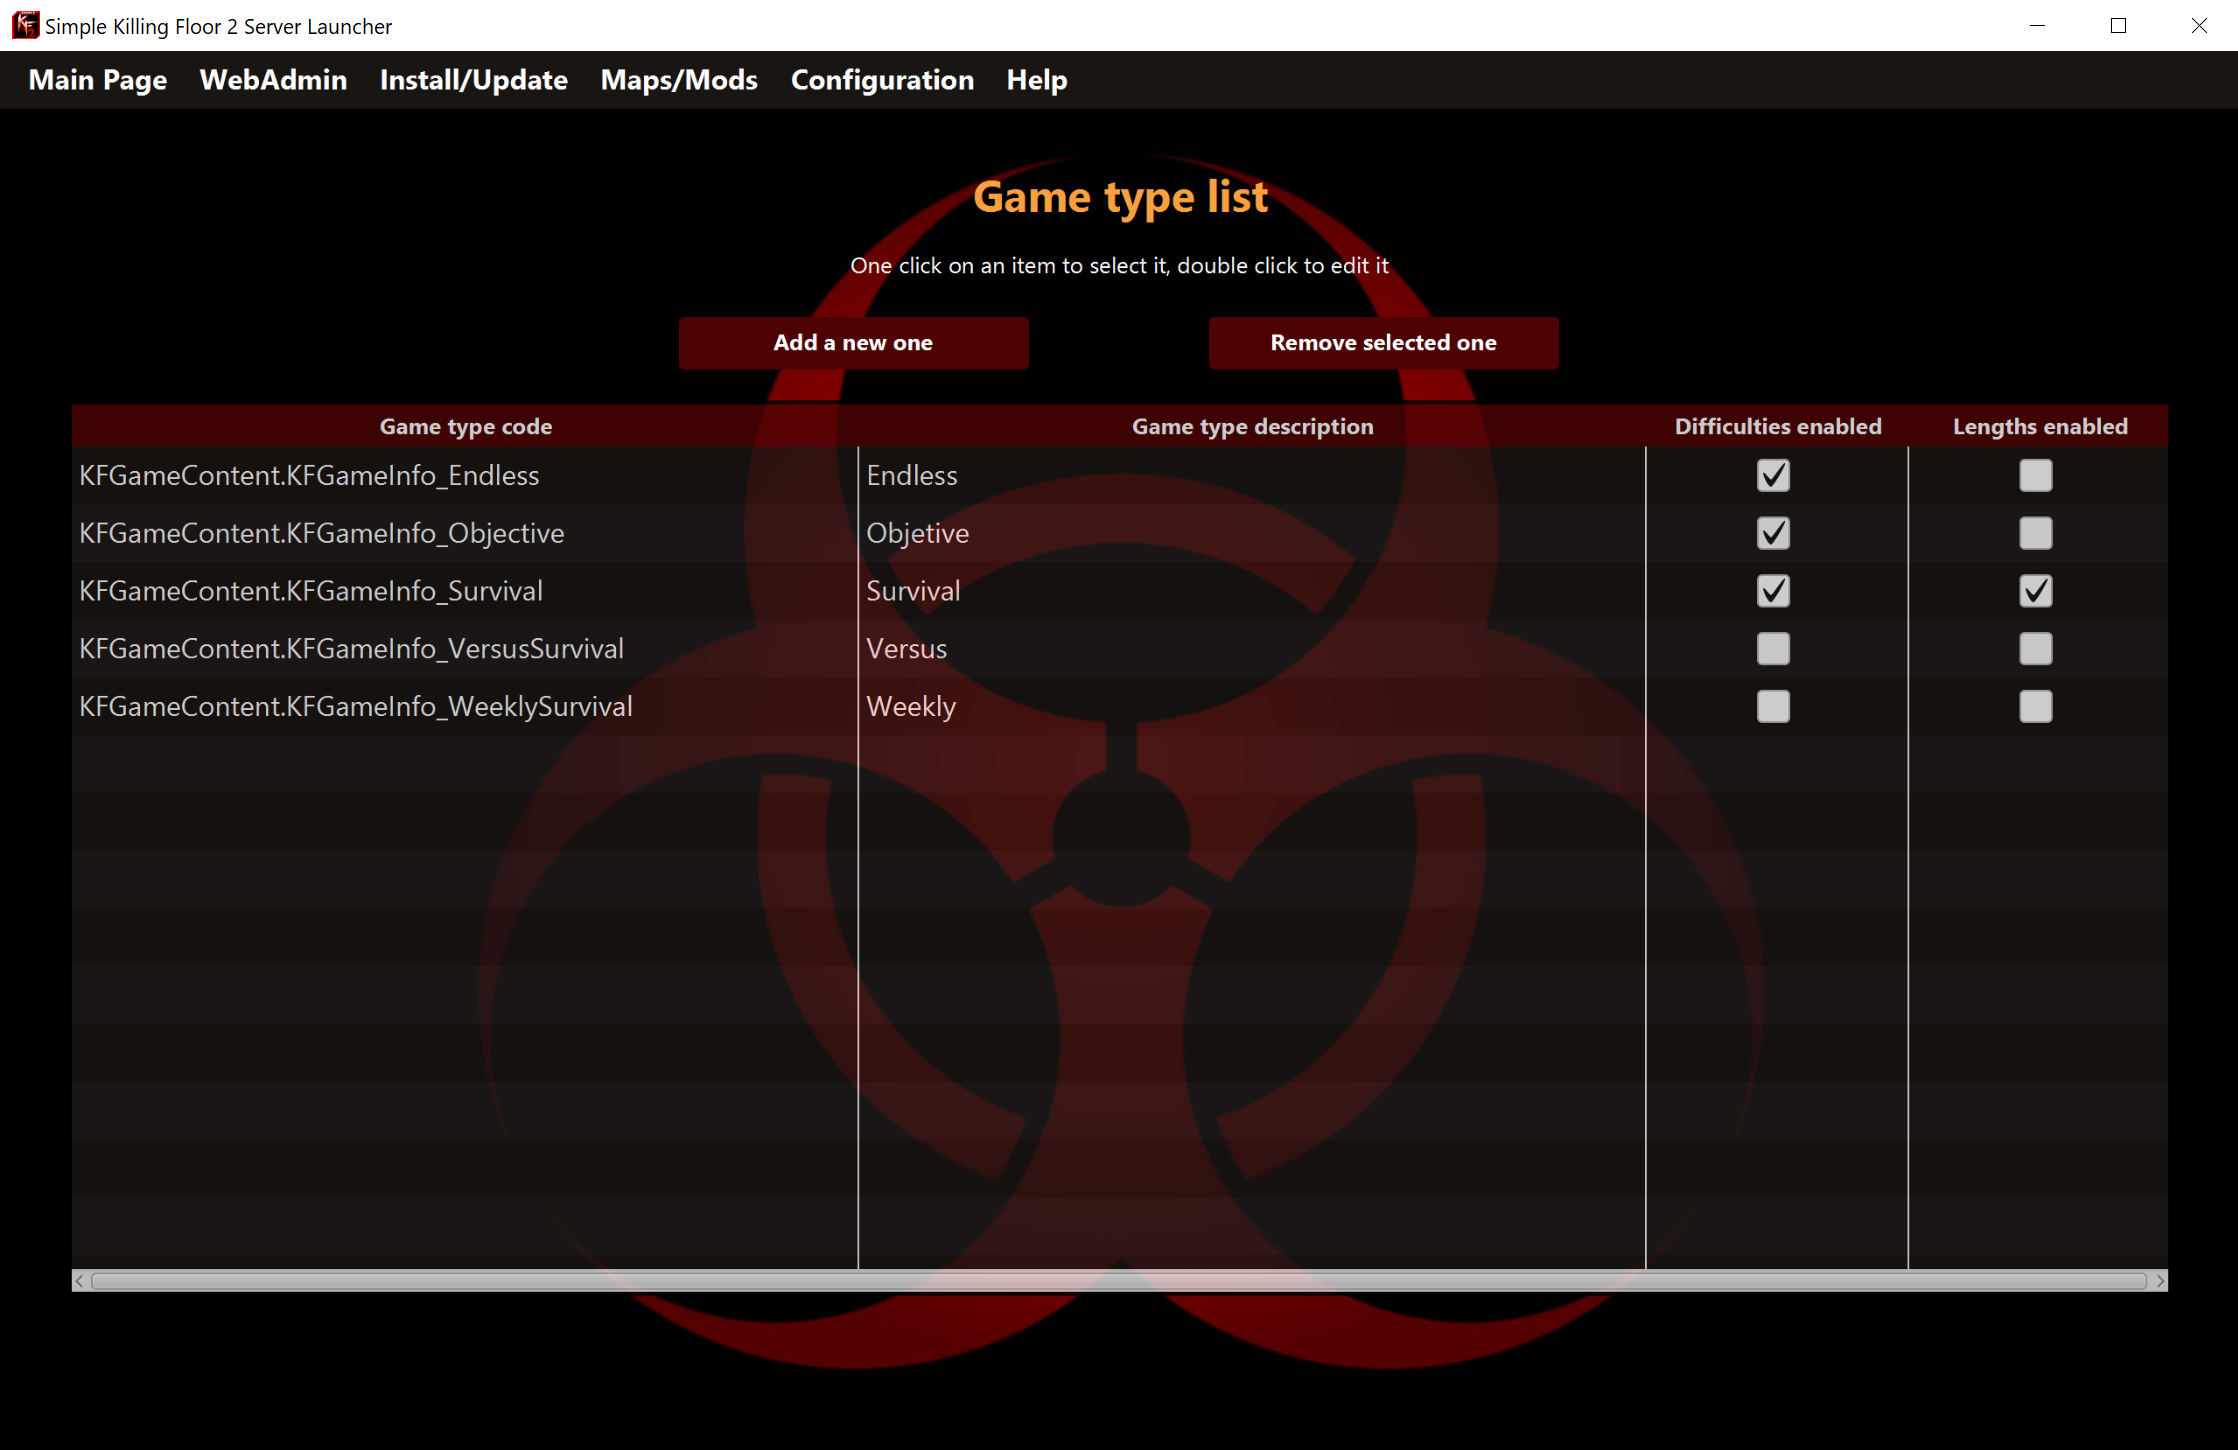 Simple Killing Floor 2 Server Launcher
Main Page WebAdmin Install/Update Maps/Mods Configuration Help
Game type list
One click on an item to select it, double click to edit it
Add a new one Remove selected one
Game type code Game type description Difficulties enabled Lengths enabled
KFGameContent.KFGameInfo_Endless Endless
KFGameContent.KFGameInfo_Objective Objetive
KFGameContent.KFGameInfo_Survival Survival
KFGameContent.KFGameInfo_VersusSurvival Versus
KFGameContent.KFGameInfo_WeeklySurvival Weekly